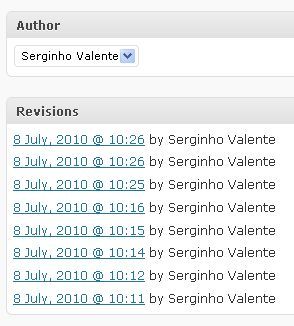 Author
Serginho Valente
Revisions
8 July, 2010 @ 10:26 by Serginho Valente
8 July, 2010 @ 10:26 by Serginho Valente
8 July, 2010 @ 10:25 by Serginho Valente
8 July, 2010 @ 10:16 by Serginho Valente
8 July, 2010 @ 10:15 by Serginho Valente
8 July, 2010 @ 10:14 by Serginho Valente
8 July, 2010 @ 10:12 by Serginho Valente
8 July, 2010 @ 10:11 by Serginho Valente